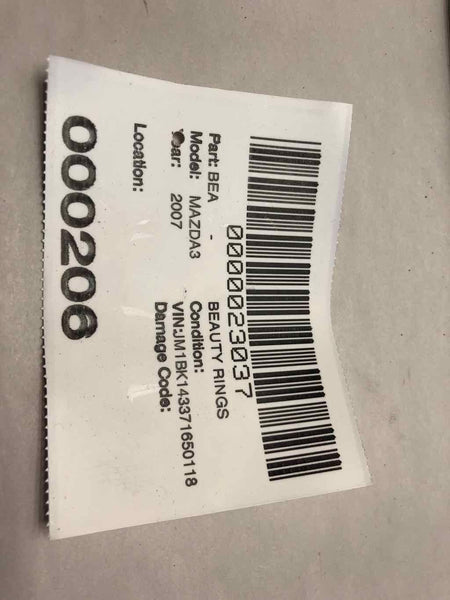 0000023037
Part: BEA - BEAUTY RINGS
Model: MAZDA3 Condition:
Year: 2007 VIN:JM1BK143371650118
Damage Code:
Location:
000206